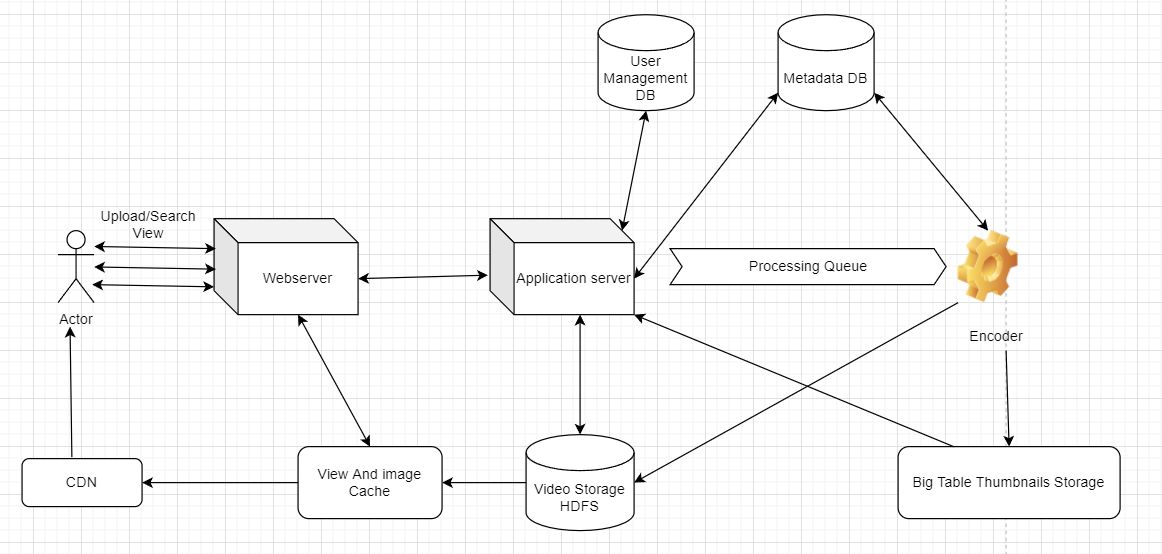 User
Management
DB
Metadata DB
Upload/Search
View
Webserver
Application server
Processing Queue
Actor
Encoder
CDN
View And image
Cache
Video Storage
HDFS
Big Table Thumbnails Storage